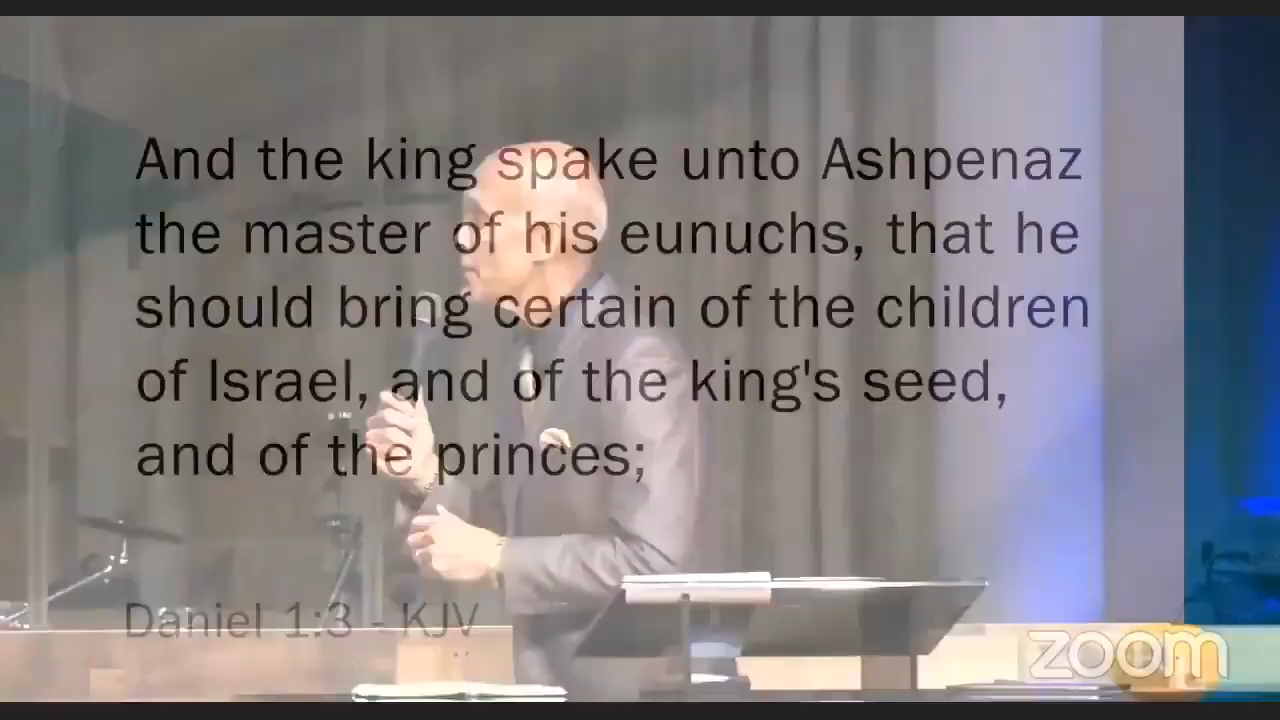 And the king spake unto Ashpenaz
the master of his eunuchs, that he
should bring certain of the children
of Israel, and of the king's seed,
and of the princes;
Daniel 1:3 - KJV
zoom